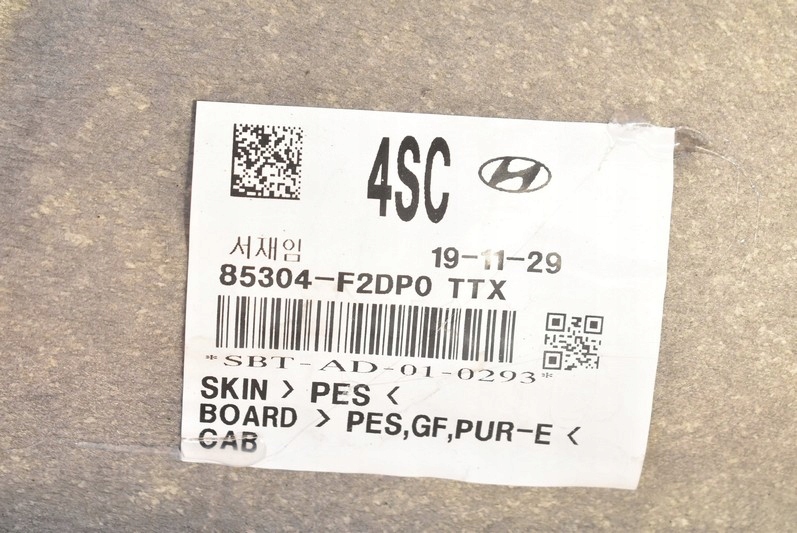 4SC
서재임 19-11-29
85304-F2DP0 TTX
*SBT-AD-01-0293*
SKIN > PES <
BOARD > PES,GF,PUR-E <
CAB